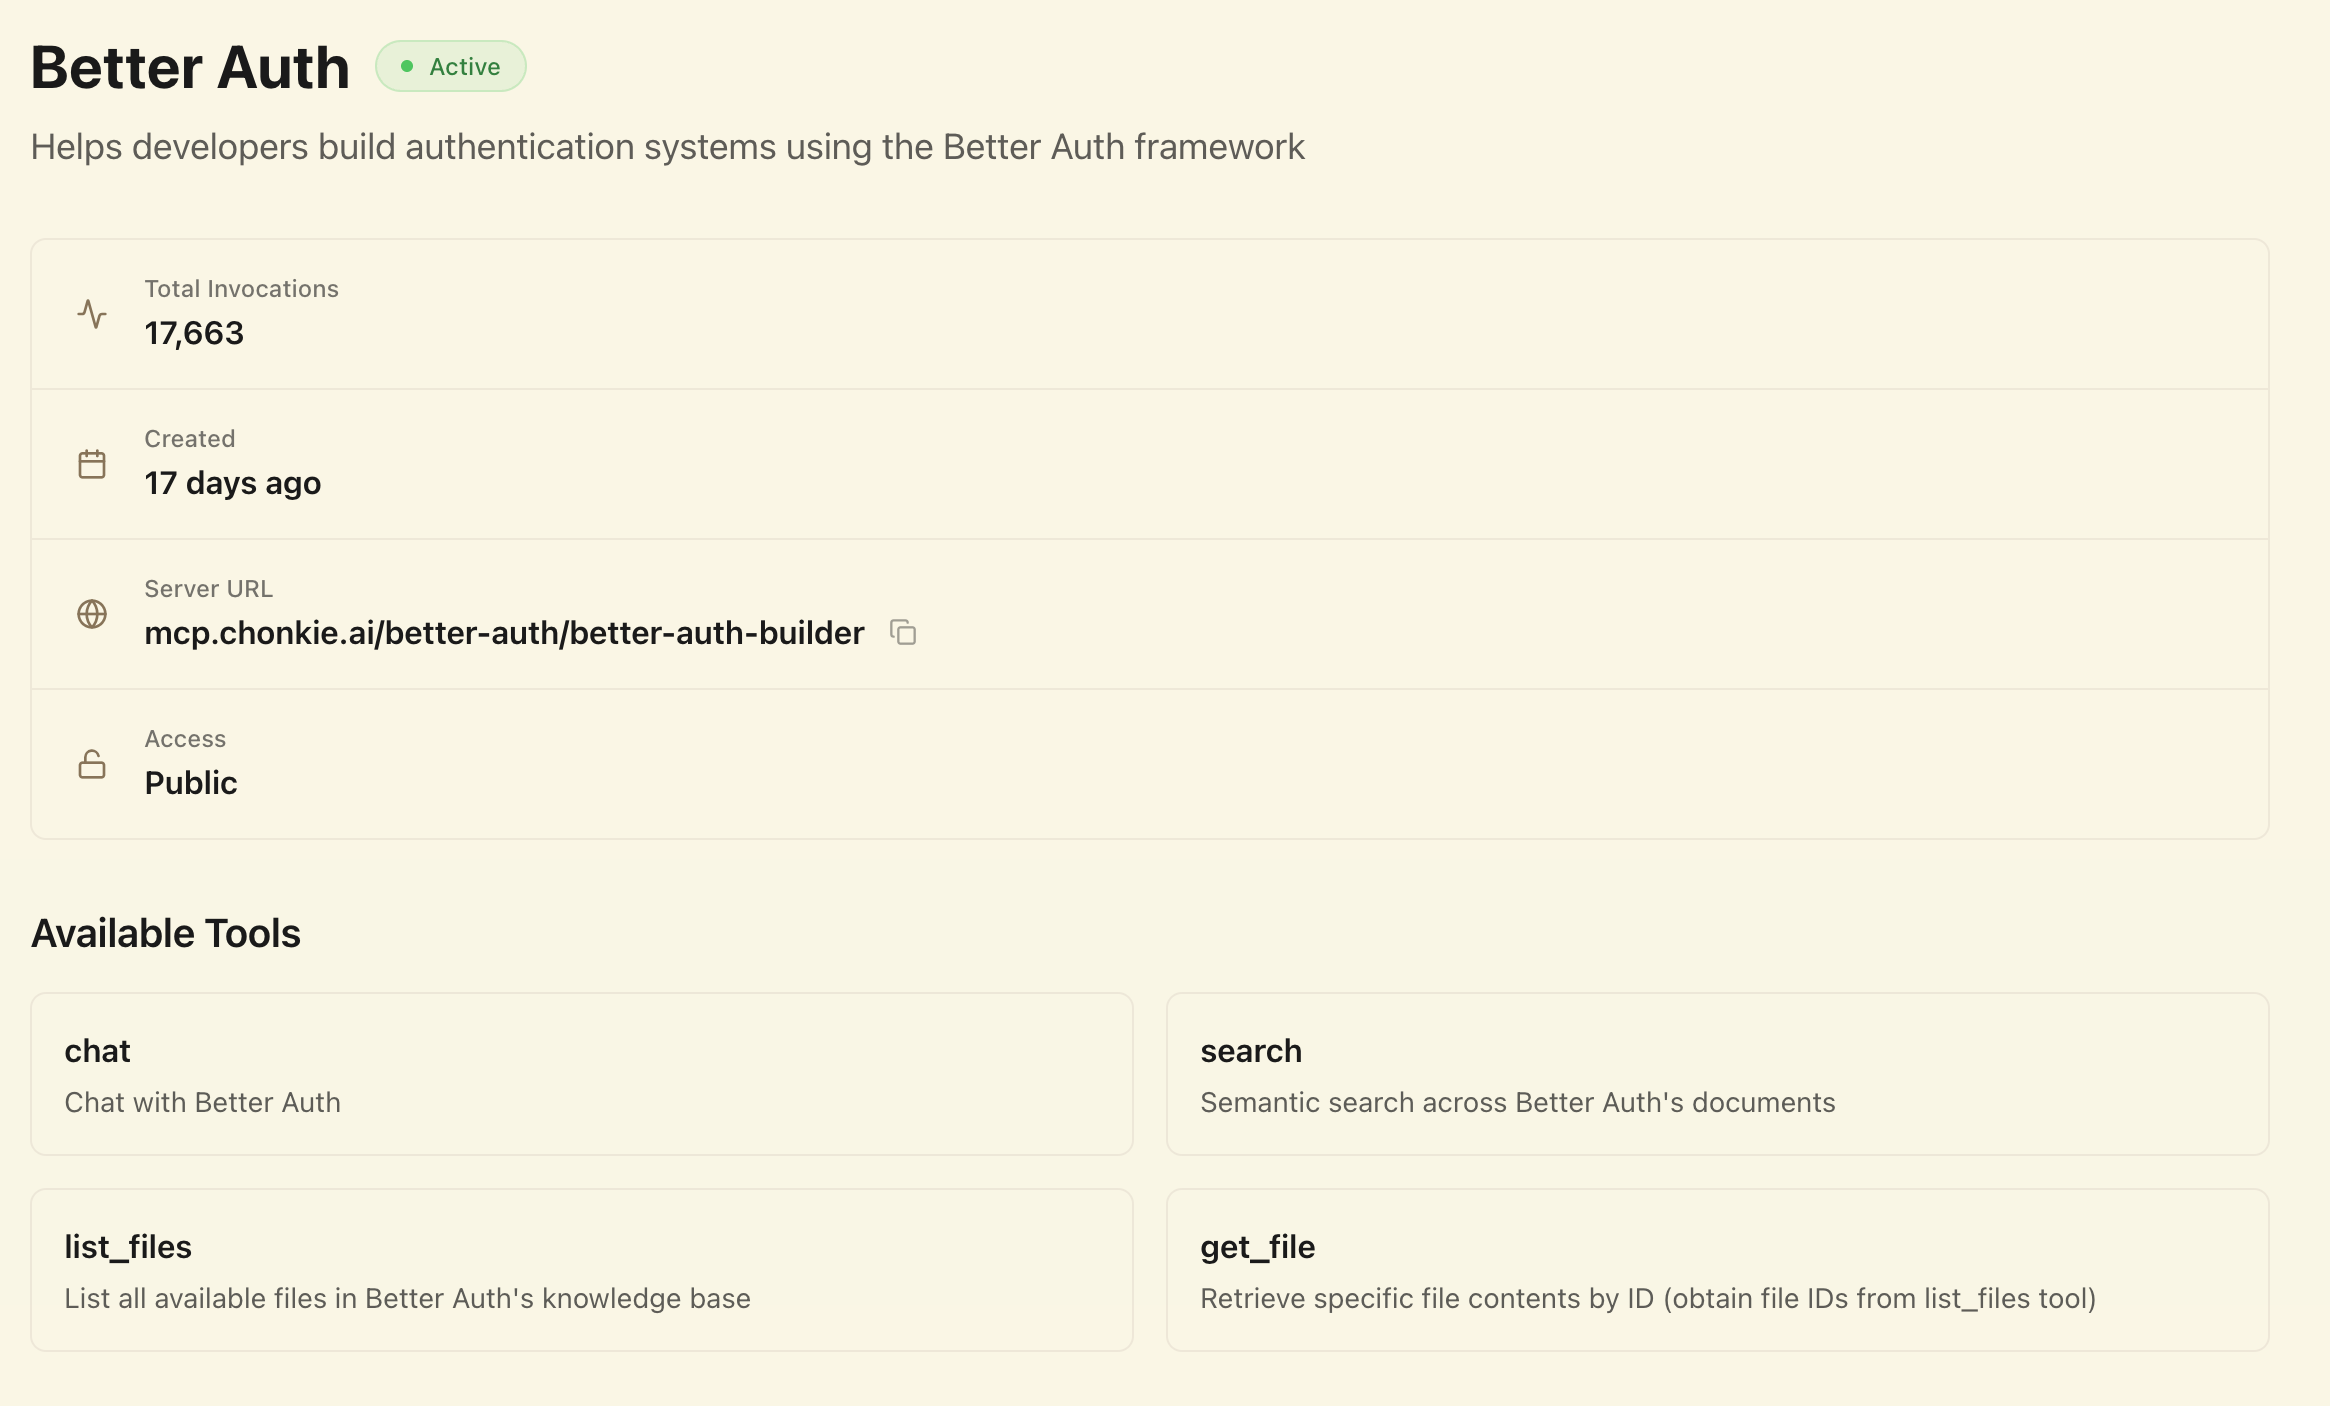 Better Auth
Active
Helps developers build authentication systems using the Better Auth framework
Total Invocations
17,663
Created
17 days ago
Server URL
mcp.chonkie.ai/better-auth/better-auth-builder
Access
Public
Available Tools
chat
Chat with Better Auth
search
Semantic search across Better Auth's documents
list_files
List all available files in Better Auth's knowledge base
get_file
Retrieve specific file contents by ID (obtain file IDs from list_files tool)